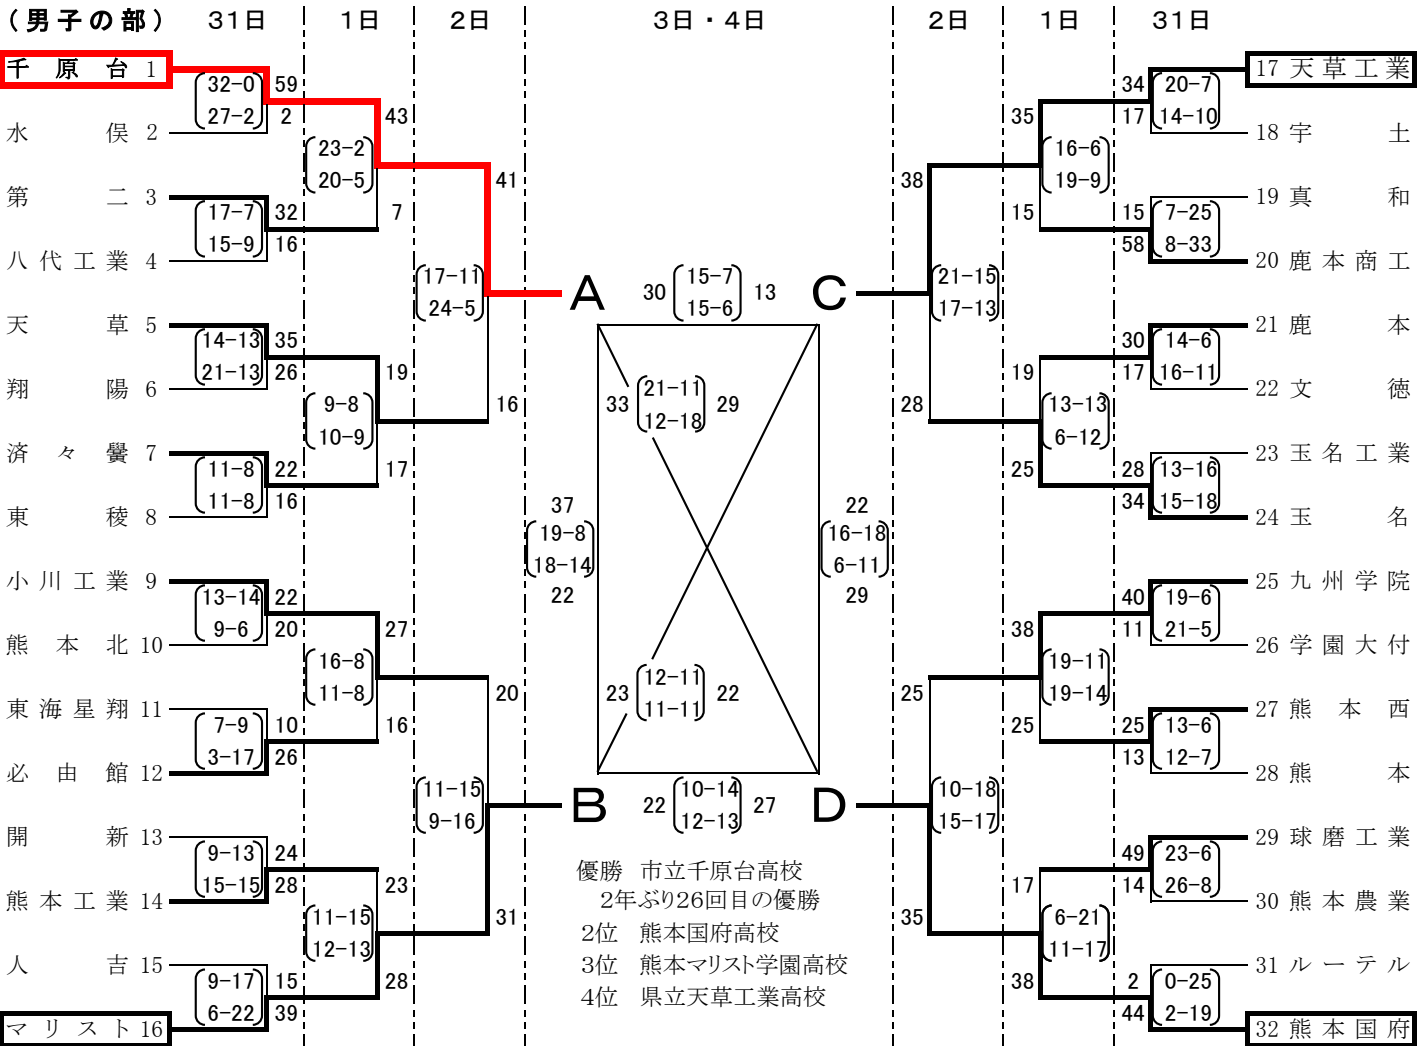 (男子の部) 31日 1日 2日 3日・4日 2日 1日 31日
千原台 1
32-0 59
27-2 2
水俣 2
23-2 43
20-5 7
第二 3
17-7 32
15-9 16
八代工業 4
17-11 41
24-5 16
天草 5
14-13 35
21-13 26
翔陽 6
9-8 19
10-9 17
済々黌 7
11-8 22
11-8 16
東稜 8
小川工業 9
13-14 22
9-6 20
熊本北 10
16-8 27
11-8 16
東海星翔 11
7-9 10
3-17 26
必由館 12
11-15 20
9-16 31
開新 13
9-13 24
15-15 28
熊本工業 14
11-15 23
12-13 28
人吉 15
9-17 15
6-22 39
マリスト 16
A 30 15-7 13 C
15-6
33 21-11 29
12-18
37
19-8
18-14
22
22
16-18
6-11
29
23 12-11 22
11-11
B 22 10-14 27 D
12-13
優勝 市立千原台高校
2年ぶり26回目の優勝
2位 熊本国府高校
3位 熊本マリスト学園高校
4位 県立天草工業高校
17 天草工業
34 20-7
17 14-10
18 宇土
35 16-6
15 19-9
19 真和
15 7-25
58 8-33
20 鹿本商工
38 21-15
28 17-13
21 鹿本
30 14-6
17 16-11
22 文徳
19 13-13
25 6-12
23 玉名工業
28 13-16
34 15-18
24 玉名
25 九州学院
40 19-6
11 21-5
26 学園大付
38 19-11
25 19-14
27 熊本西
25 13-6
13 12-7
28 熊本
25 10-18
35 15-17
29 球磨工業
49 23-6
14 26-8
30 熊本農業
17 6-21
38 11-17
31 ルーテル
2 0-25
44 2-19
32 熊本国府